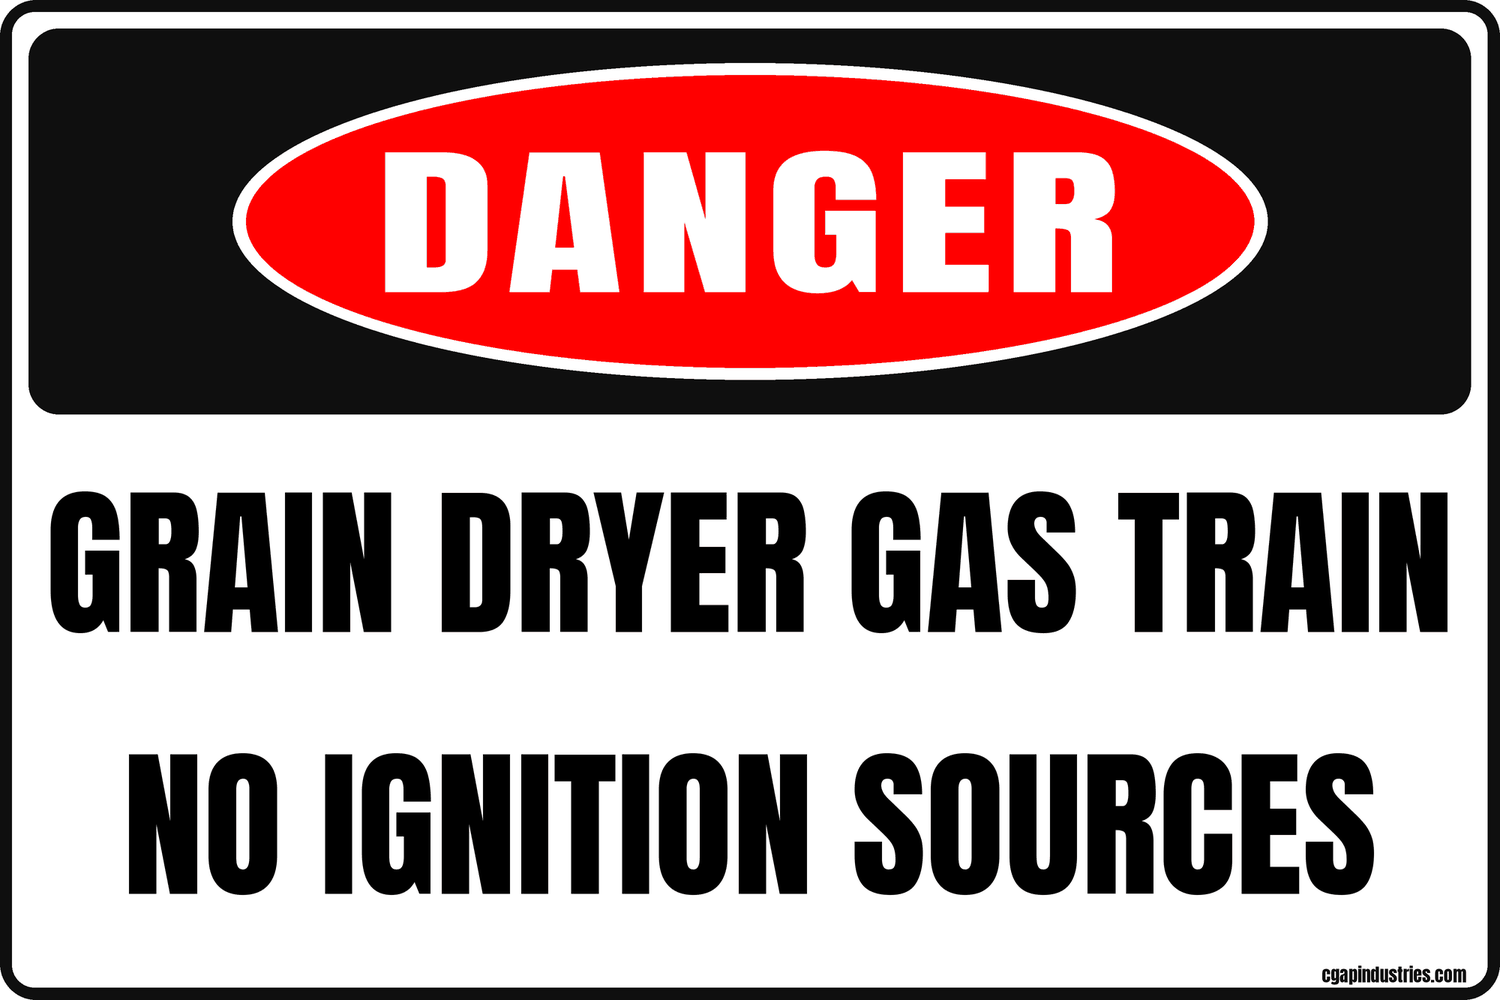 DANGER
GRAIN DRYER GAS TRAIN
NO IGNITION SOURCES
cgapindustries.com